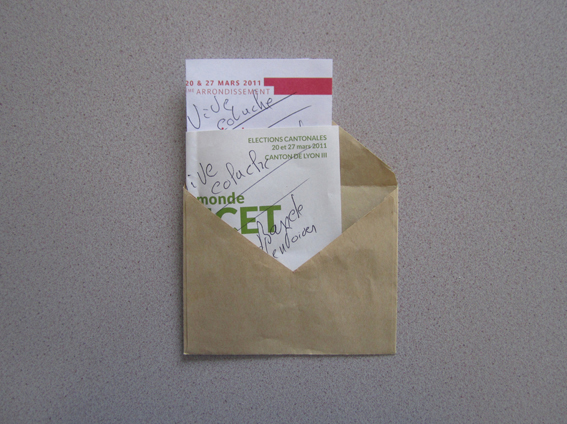 20 & 27 MARS 2011
ARRONDISSEMENT
Vive
coluche
ELECTIONS CANTONALES
20 et 27 mars 2011
CANTON DE LYON III
ive
coluche
monde
CET